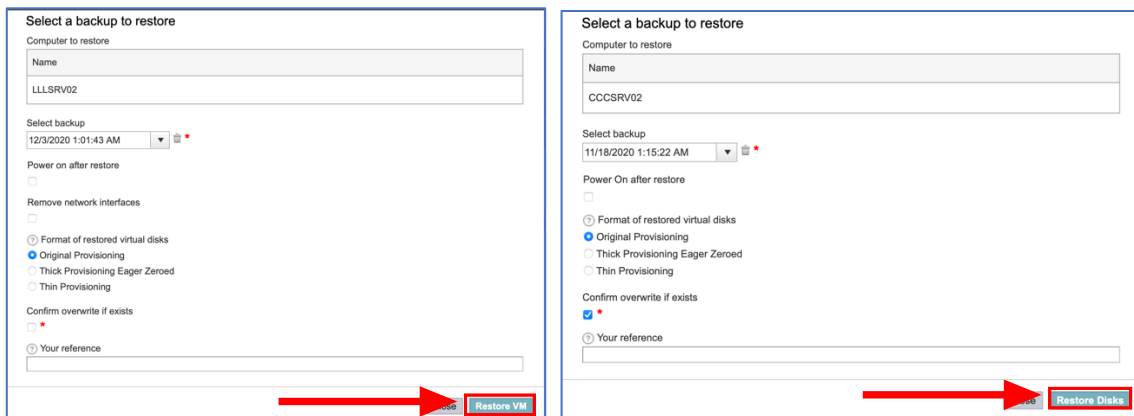 Select a backup to restore
Computer to restore
Name
LLLSRV02
Select backup
12/3/2020 1:01:43 AM
*
Power on after restore
Remove network interfaces
? Format of restored virtual disks
Original Provisioning
Thick Provisioning Eager Zeroed
Thin Provisioning
Confirm overwrite if exists
*
? Your reference
Restore VM
Select a backup to restore
Computer to restore
Name
CCCSRV02
Select backup
11/18/2020 1:15:22 AM
*
Power On after restore
? Format of restored virtual disks
Original Provisioning
Thick Provisioning Eager Zeroed
Thin Provisioning
Confirm overwrite if exists
*
? Your reference
Restore Disks